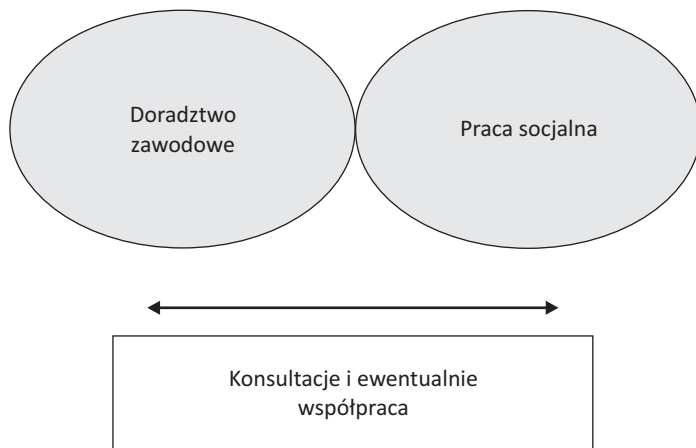 Doradztwo
zawodowe
Praca socjalna
Konsultacje i ewentualnie
współpraca